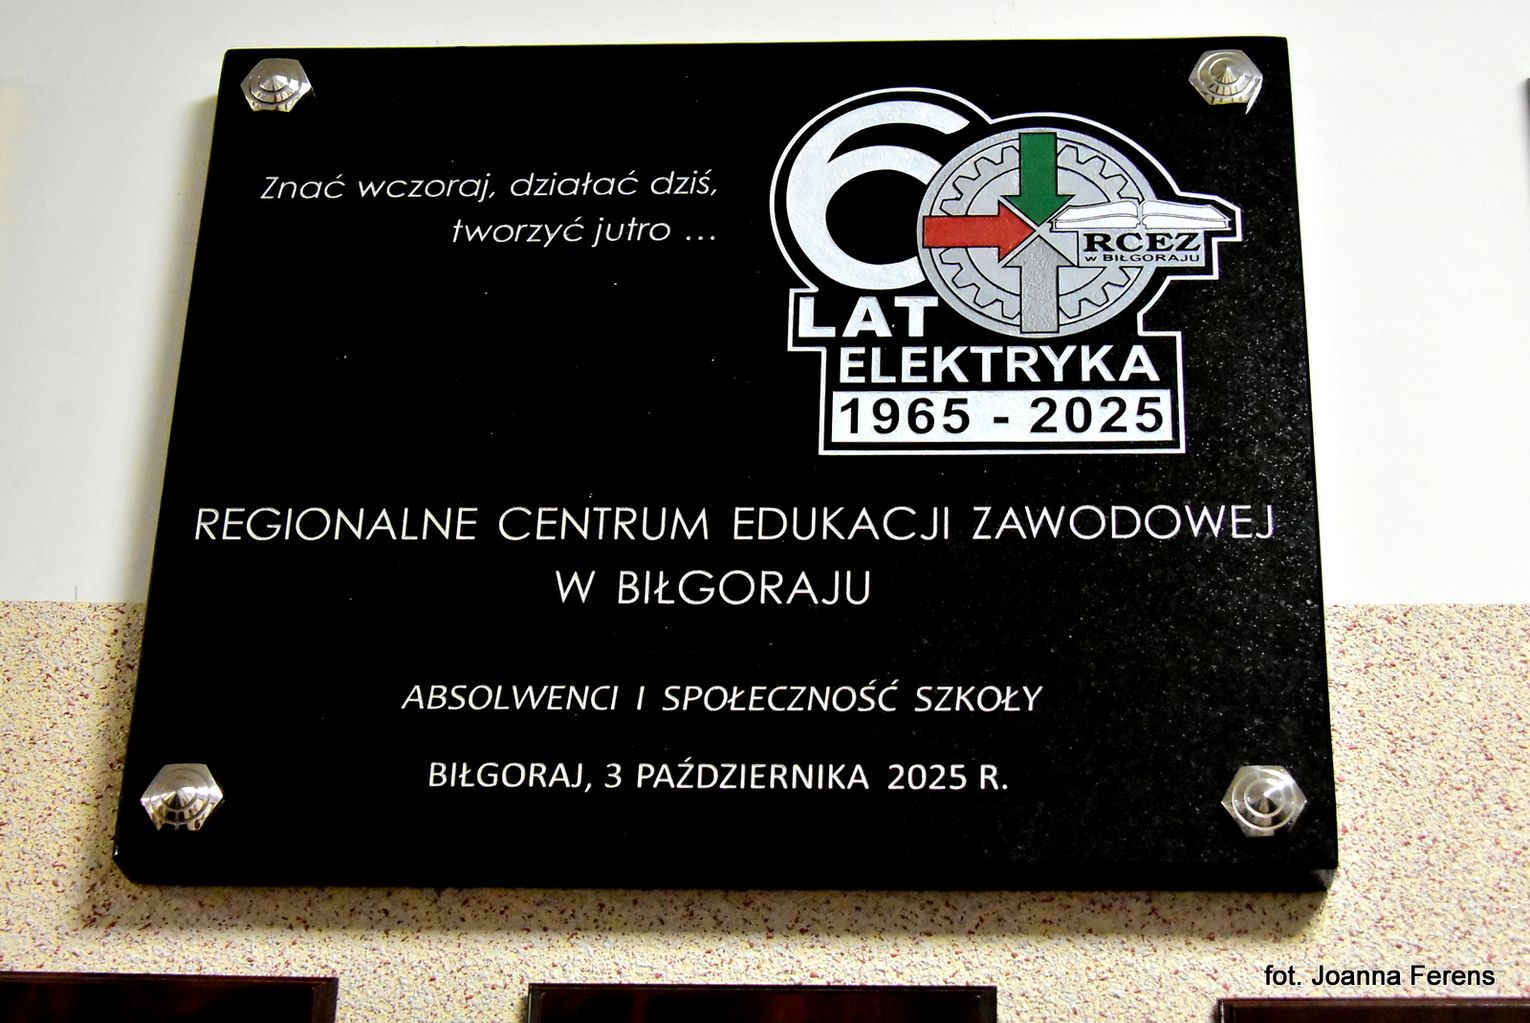 Znać wczoraj, działać dziś,
tworzyć jutro ...
60
RCEZ
W BIŁGORAJU
LAT
ELEKTRYKA
1965 - 2025
REGIONALNE CENTRUM EDUKACJI ZAWODOWEJ
W BIŁGORAJU
ABSOLWENCI I SPOŁECZNOŚĆ SZKOŁY
BIŁGORAJ, 3 PAŹDZIERNIKA 2025 R.
fot. Joanna Ferens